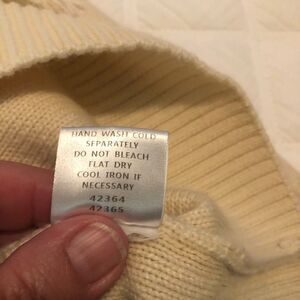 HAND WASH COLD
SEPARATELY
DO NOT BLEACH
FLAT DRY
COOL IRON IF
NECESSARY
42364
42365